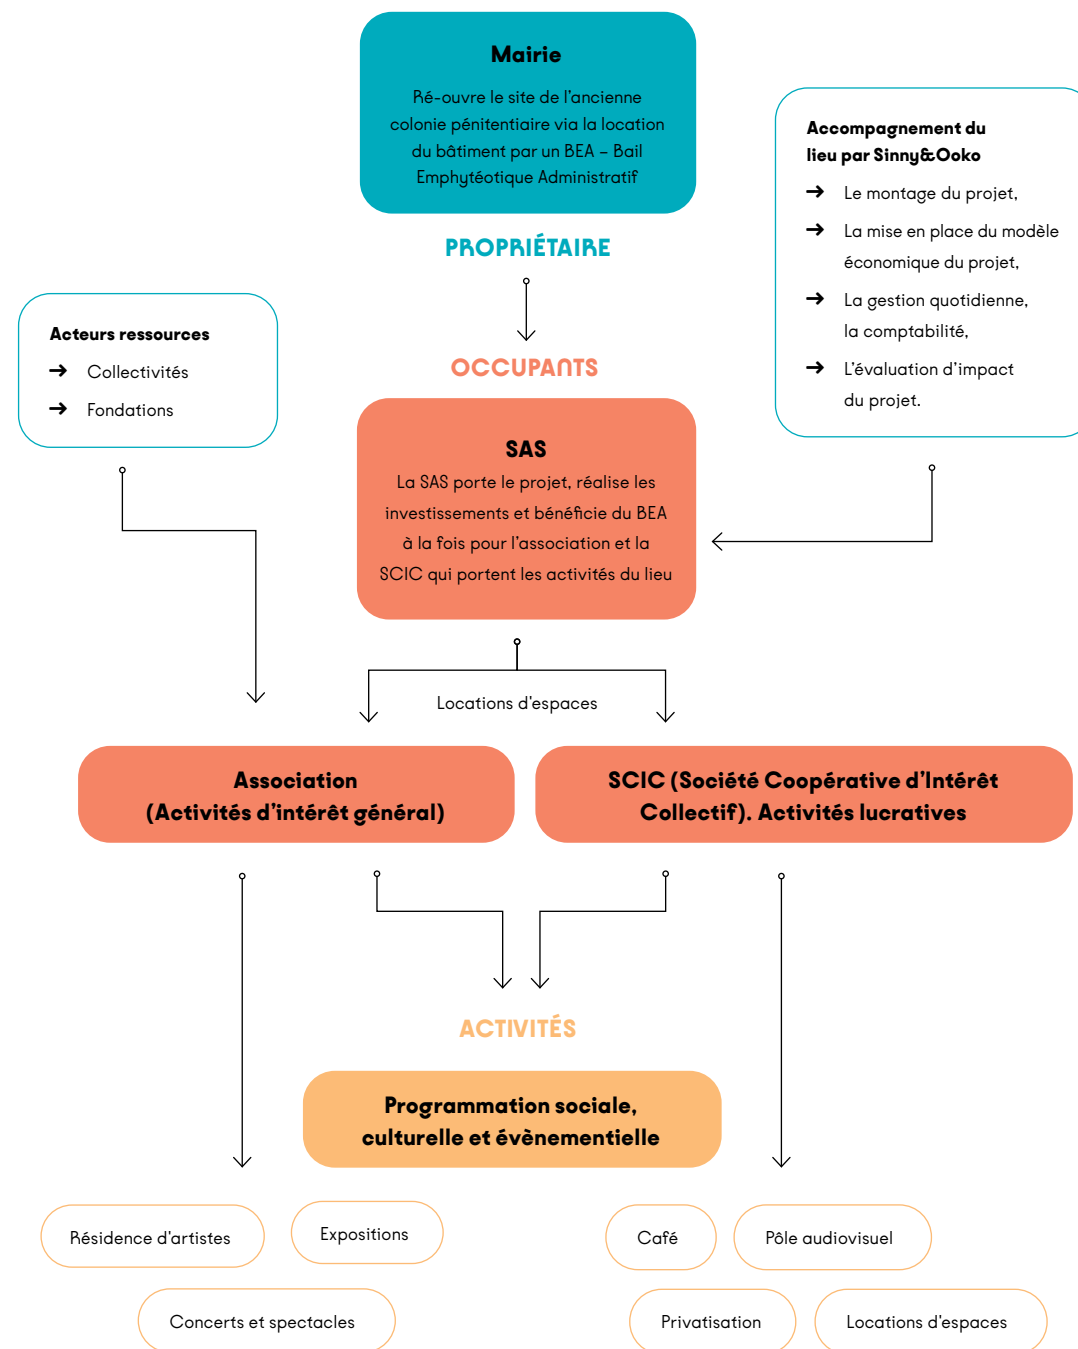 Mairie
Ré-ouvre le site de l'ancienne
colonie pénitentiaire via la location
du bâtiment par un BEA – Bail
Emphytéotique Administratif
PROPRIÉTAIRE
Accompagnement du
lieu par Sinny&Ooko
→ Le montage du projet,
→ La mise en place du modèle
économique du projet,
→ La gestion quotidienne,
la comptabilité,
→ L'évaluation d'impact
du projet.
Acteurs ressources
→ Collectivités
→ Fondations
OCCUPANTS
SAS
La SAS porte le projet, réalise les
investissements et bénéficie du BEA
à la fois pour l'association et la
SCIC qui portent les activités du lieu
Locations d'espaces
Association
(Activités d'intérêt général)
SCIC (Société Coopérative d'Intérêt
Collectif). Activités lucratives
ACTIVITÉS
Programmation sociale,
culturelle et évènementielle
Résidence d'artistes
Expositions
Concerts et spectacles
Café
Pôle audiovisuel
Privatisation
Locations d'espaces